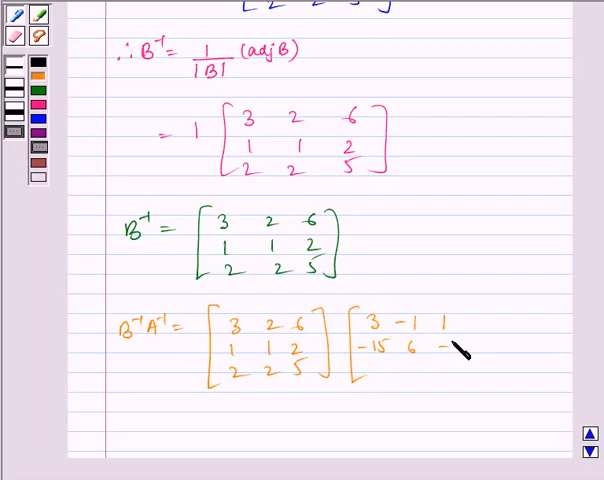 ∴ B⁻¹ = 1/|B| (adj B)
= 1 [ 3 2 6
1 1 2
2 2 5 ]
B⁻¹ = [ 3 2 6
1 1 2
2 2 5 ]
B⁻¹A⁻¹ = [ 3 2 6 ] [ 3 -1 1
1 1 2 -15 6 -
2 2 5